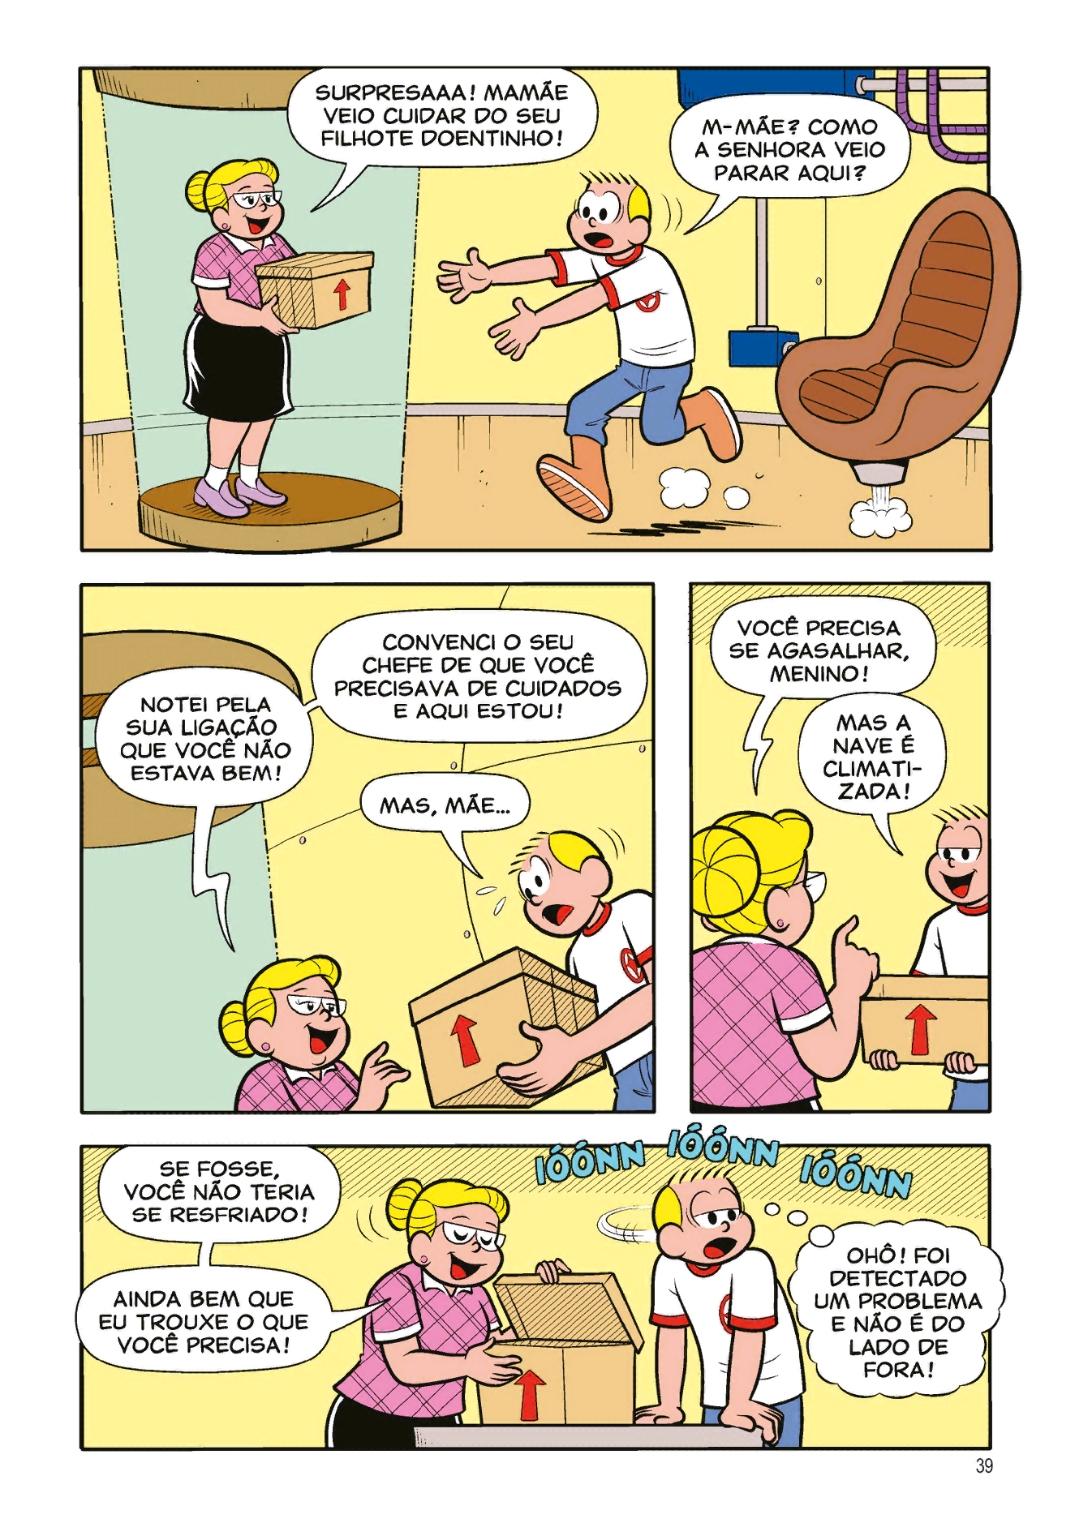 SURPRESAAA! MAMÃE
VEIO CUIDAR DO SEU
FILHOTE DOENTINHO!
M-MÃE? COMO
A SENHORA VEIO
PARAR AQUI?
NOTEI PELA
SUA LIGAÇÃO
QUE VOCÊ NÃO
ESTAVA BEM!
CONVENCI O SEU
CHEFE DE QUE VOCÊ
PRECISAVA DE CUIDADOS
E AQUI ESTOU!
MAS, MÃE...
VOCÊ PRECISA
SE AGASALHAR,
MENINO!
MAS A
NAVE É
CLIMATI-
ZADA!
SE FOSSE,
VOCÊ NÃO TERIA
SE RESFRIADO!
AINDA BEM QUE
EU TROUXE O QUE
VOCÊ PRECISA!
IÓÓNN IÓÓNN IÓÓNN
OHÔ! FOI
DETECTADO
UM PROBLEMA
E NÃO É DO
LADO DE
FORA!
39